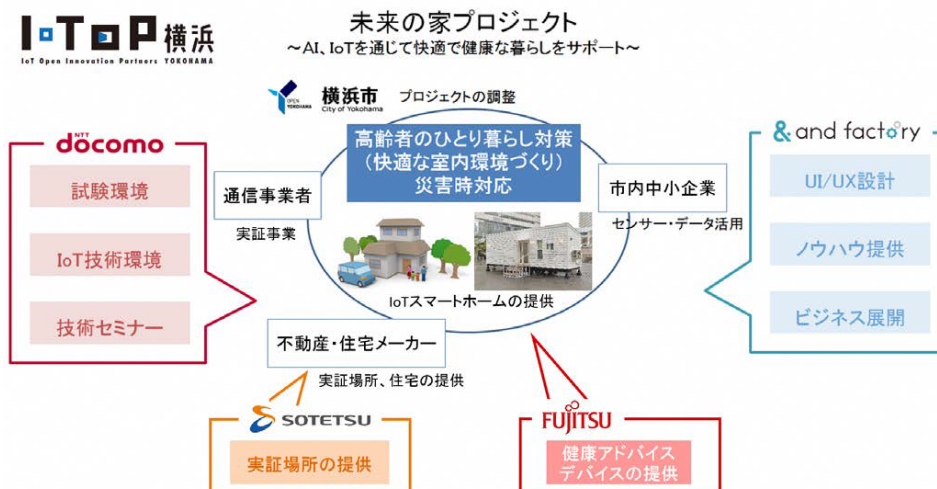 I・TOP横浜
IoT Open Innovation Partners YOKOHAMA
未来の家プロジェクト
～AI、IoTを通じて快適で健康な暮らしをサポート～
OPEN YOKOHAMA
横浜市
City of Yokohama
プロジェクトの調整
高齢者のひとり暮らし対策
（快適な室内環境づくり）
災害時対応
通信事業者
実証事業
市内中小企業
センサー・データ活用
IoTスマートホームの提供
不動産・住宅メーカー
実証場所、住宅の提供
NTT
döcomo
試験環境
IoT技術環境
技術セミナー
& and factory
UI/UX設計
ノウハウ提供
ビジネス展開
SOTETSU
実証場所の提供
FUJITSU
健康アドバイス
デバイスの提供